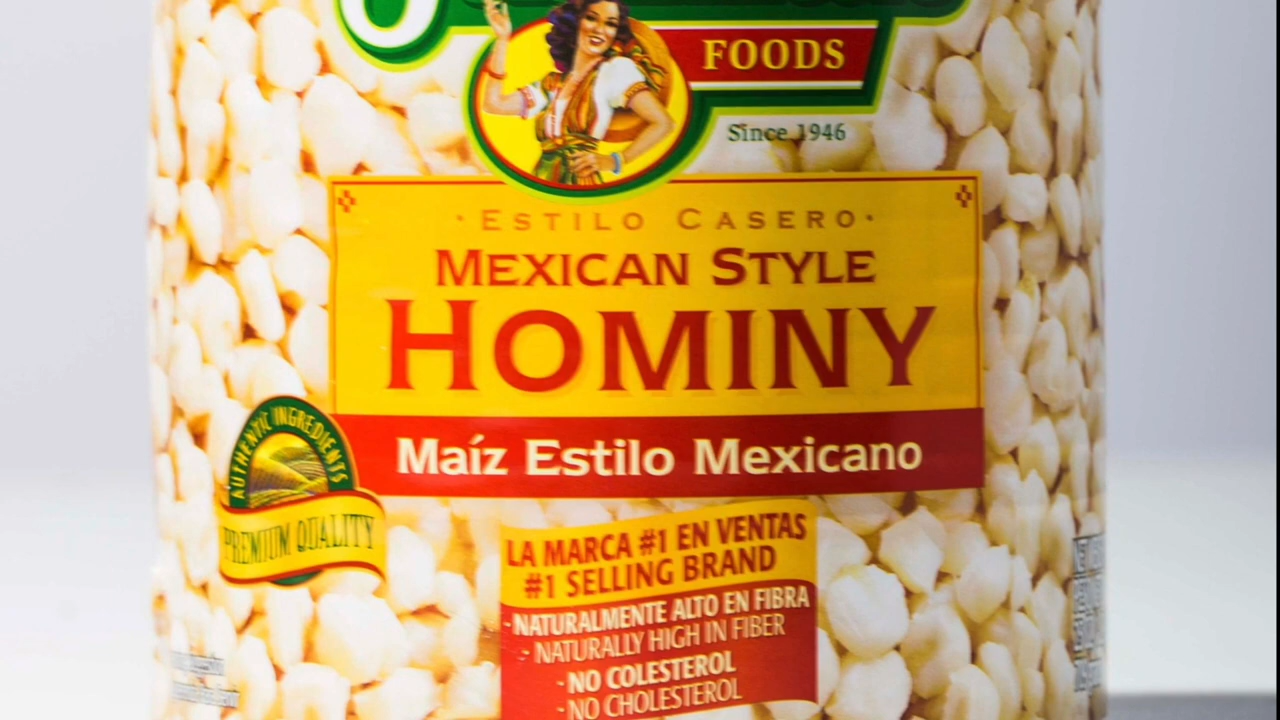 FOODS
Since 1946
·ESTILO CASERO·
MEXICAN STYLE
HOMINY
Maíz Estilo Mexicano
AUTHENTIC INGREDIENTS
PREMIUM QUALITY
LA MARCA #1 EN VENTAS
#1 SELLING BRAND
-NATURALMENTE ALTO EN FIBRA
- NATURALLY HIGH IN FIBER
-NO COLESTEROL
-NO CHOLESTEROL